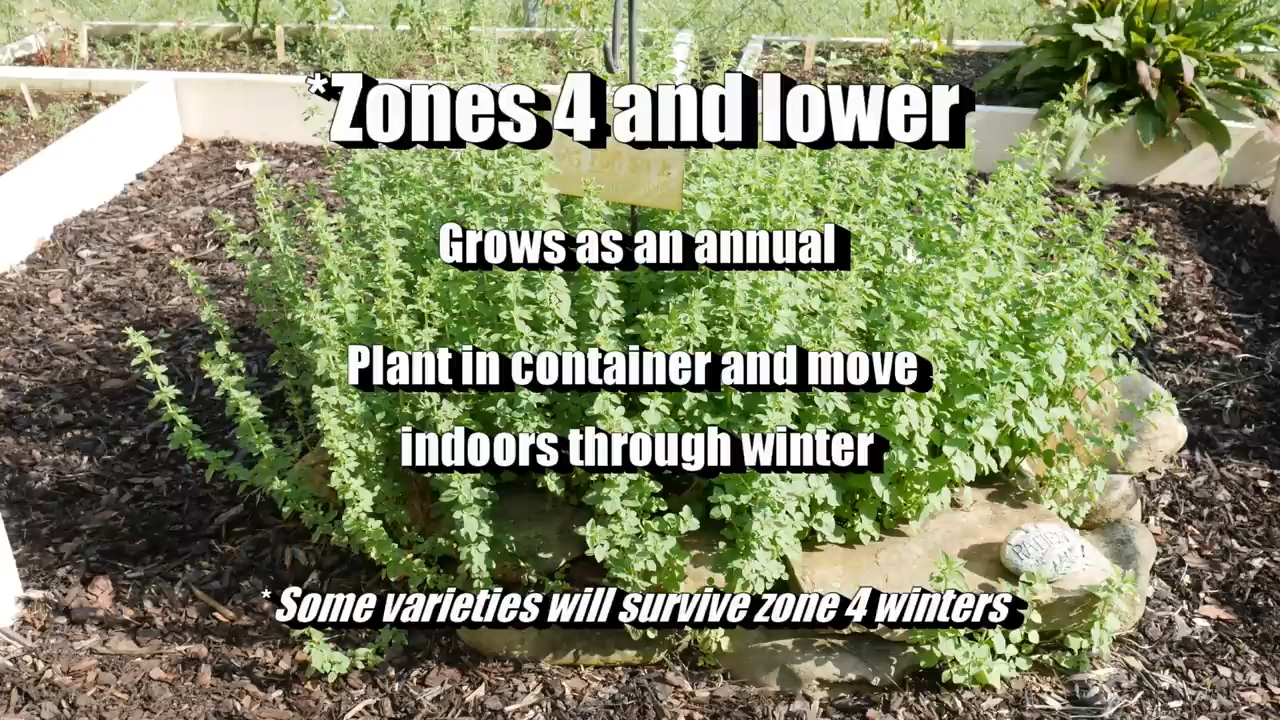 *Zones 4 and lower
Grows as an annual
Plant in container and move
indoors through winter
*Some varieties will survive zone 4 winters